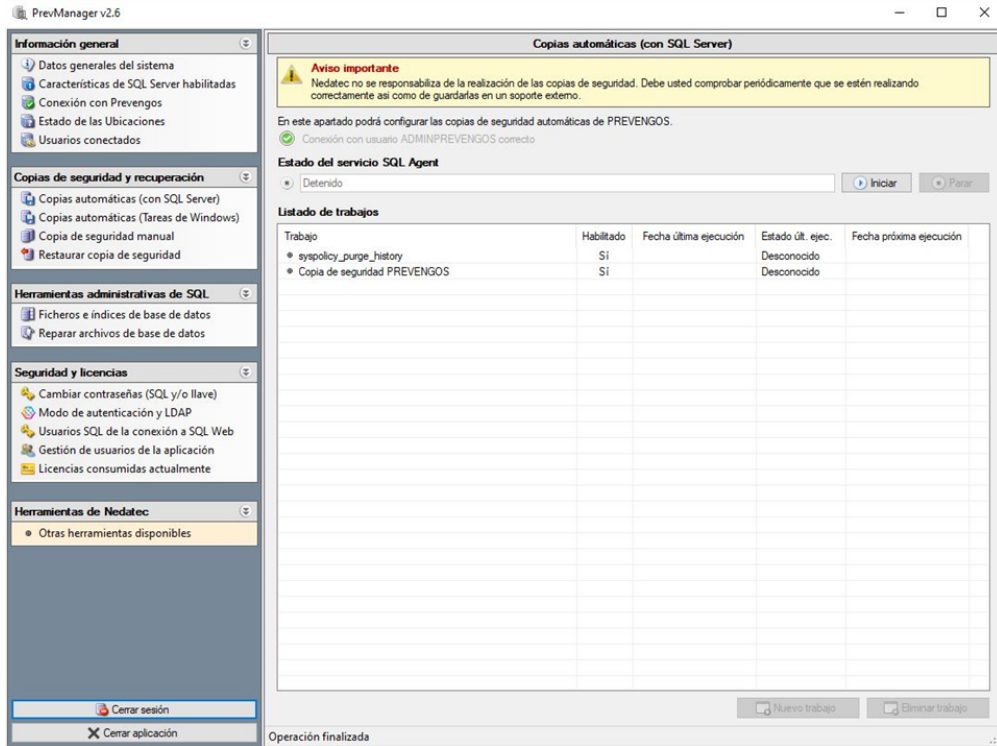 PrevManager v2.6
Información general
Datos generales del sistema
Características de SQL Server habilitadas
Conexión con Prevengos
Estado de las Ubicaciones
Usuarios conectados
Copias de seguridad y recuperación
Copias automáticas (con SQL Server)
Copias automáticas (Tareas de Windows)
Copia de seguridad manual
Restaurar copia de seguridad
Herramientas administrativas de SQL
Ficheros e índices de base de datos
Reparar archivos de base de datos
Seguridad y licencias
Cambiar contraseñas (SQL y/o llave)
Modo de autenticación y LDAP
Usuarios SQL de la conexión a SQL Web
Gestión de usuarios de la aplicación
Licencias consumidas actualmente
Herramientas de Nedatec
Otras herramientas disponibles
Cerrar sesión
Cerrar aplicación
Copias automáticas (con SQL Server)
Aviso importante
Nedatec no se responsabiliza de la realización de las copias de seguridad. Debe usted comprobar periódicamente que se estén realizando
correctamente asi como de guardarlas en un soporte externo.
En este apartado podrá configurar las copias de seguridad automáticas de PREVENGOS.
Conexión con usuario ADMINPREVENGOS correcto
Estado del servicio SQL Agent
Detenido Iniciar Parar
Listado de trabajos
Trabajo Habilitado Fecha última ejecución Estado últ. ejec. Fecha próxima ejecución
syspolicy_purge_history Sí Desconocido
Copia de seguridad PREVENGOS Sí Desconocido
Nuevo trabajo Eliminar trabajo
Operación finalizada